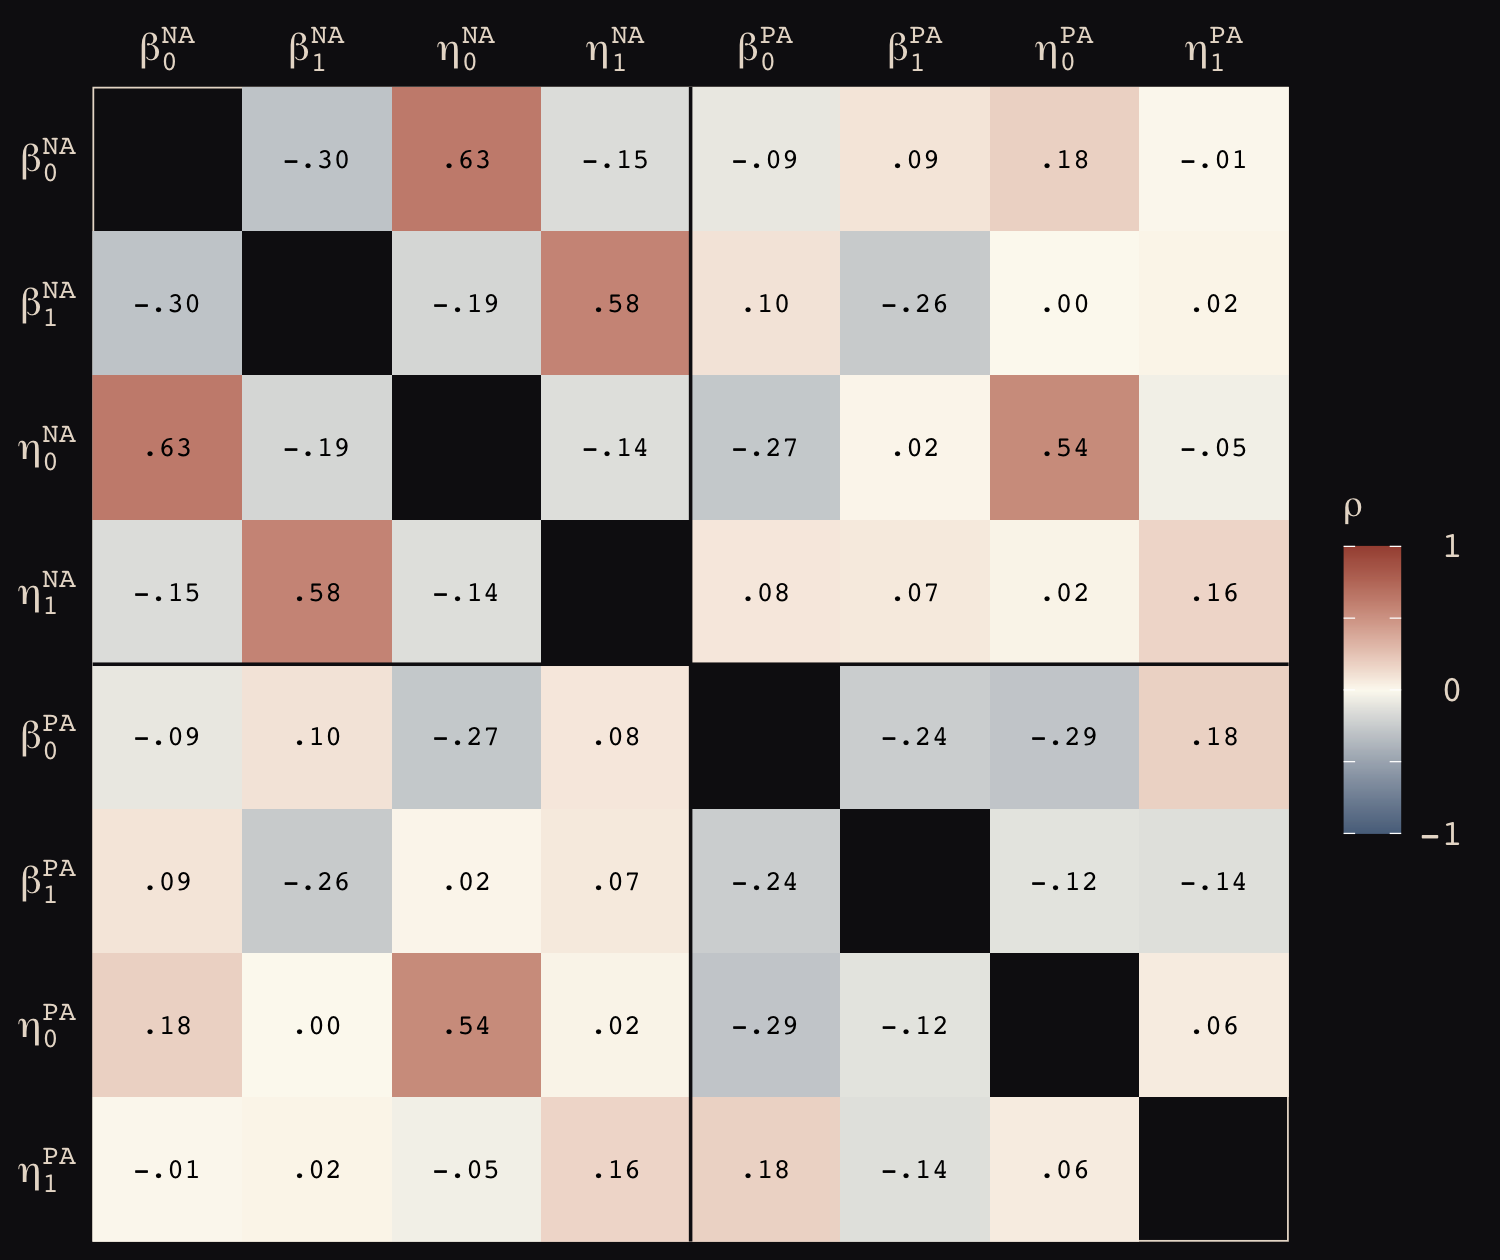 β₀ᴺᴬ β₁ᴺᴬ η₀ᴺᴬ η₁ᴺᴬ β₀ᴾᴬ β₁ᴾᴬ η₀ᴾᴬ η₁ᴾᴬ
β₀ᴺᴬ -.30 .63 -.15 -.09 .09 .18 -.01
β₁ᴺᴬ -.30 -.19 .58 .10 -.26 .00 .02
η₀ᴺᴬ .63 -.19 -.14 -.27 .02 .54 -.05
η₁ᴺᴬ -.15 .58 -.14 .08 .07 .02 .16
β₀ᴾᴬ -.09 .10 -.27 .08 -.24 -.29 .18
β₁ᴾᴬ .09 -.26 .02 .07 -.24 -.12 -.14
η₀ᴾᴬ .18 .00 .54 .02 -.29 -.12 .06
η₁ᴾᴬ -.01 .02 -.05 .16 .18 -.14 .06
ρ
1
0
-1